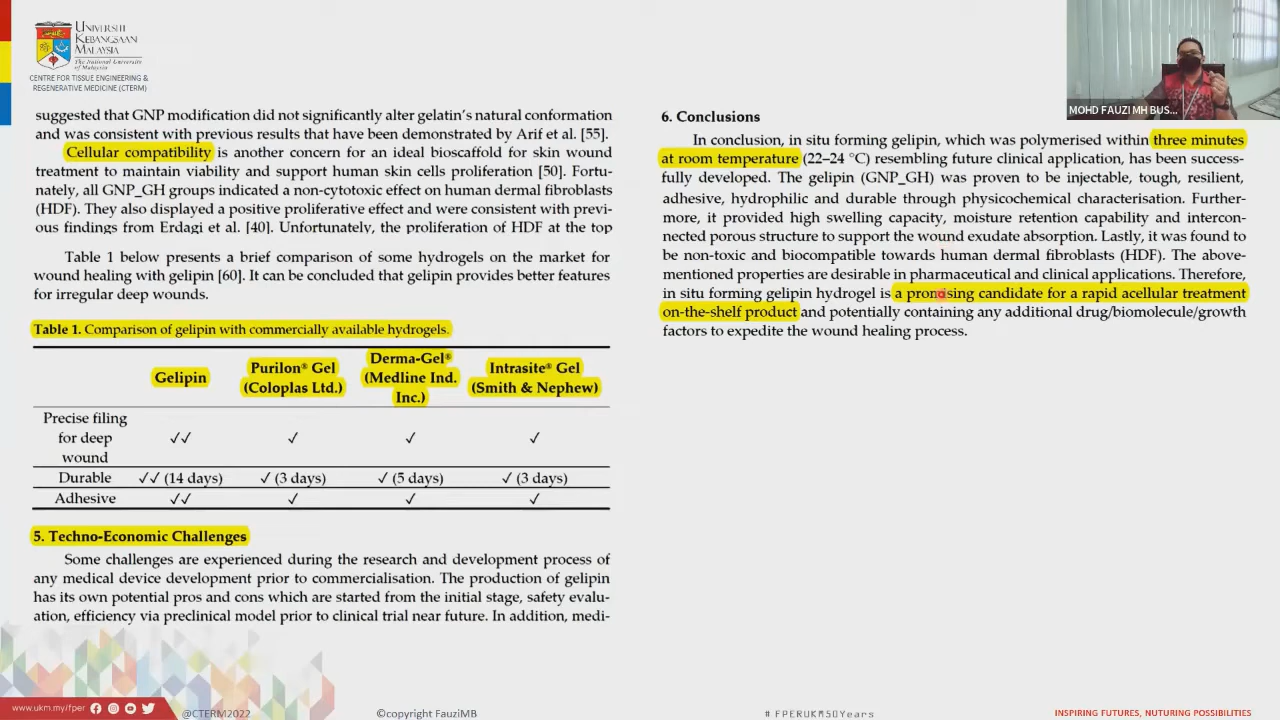 UNIVERSITI
KEBANGSAAN
MALAYSIA
The National University
of Malaysia
CENTRE FOR TISSUE ENGINEERING &
REGENERATIVE MEDICINE (CTERM)
suggested that GNP modification did not significantly alter gelatin's natural conformation
and was consistent with previous results that have been demonstrated by Arif et al. [55].
Cellular compatibility is another concern for an ideal bioscaffold for skin wound
treatment to maintain viability and support human skin cells proliferation [50]. Fortu-
nately, all GNP_GH groups indicated a non-cytotoxic effect on human dermal fibroblasts
(HDF). They also displayed a positive proliferative effect and were consistent with previ-
ous findings from Erdagi et al. [40]. Unfortunately, the proliferation of HDF at the top
Table 1 below presents a brief comparison of some hydrogels on the market for
wound healing with gelipin [60]. It can be concluded that gelipin provides better features
for irregular deep wounds.
Table 1. Comparison of gelipin with commercially available hydrogels.
Gelipin
Purilon® Gel
(Coloplas Ltd.)
Derma-Gel®
(Medline Ind.
Inc.)
Intrasite® Gel
(Smith & Nephew)
Precise filing
for deep
wound
✓✓ ✓ ✓ ✓
Durable ✓✓ (14 days) ✓ (3 days) ✓ (5 days) ✓ (3 days)
Adhesive ✓✓ ✓ ✓ ✓
5. Techno-Economic Challenges
Some challenges are experienced during the research and development process of
any medical device development prior to commercialisation. The production of gelipin
has its own potential pros and cons which are started from the initial stage, safety evalu-
ation, efficiency via preclinical model prior to clinical trial near future. In addition, medi-
6. Conclusions
In conclusion, in situ forming gelipin, which was polymerised within three minutes
at room temperature (22–24 °C) resembling future clinical application, has been success-
fully developed. The gelipin (GNP_GH) was proven to be injectable, tough, resilient,
adhesive, hydrophilic and durable through physicochemical characterisation. Further-
more, it provided high swelling capacity, moisture retention capability and intercon-
nected porous structure to support the wound exudate absorption. Lastly, it was found to
be non-toxic and biocompatible towards human dermal fibroblasts (HDF). The above-
mentioned properties are desirable in pharmaceutical and clinical applications. Therefore,
in situ forming gelipin hydrogel is a promising candidate for a rapid acellular treatment
on-the-shelf product and potentially containing any additional drug/biomolecule/growth
factors to expedite the wound healing process.
MOHD FAUZI MH BUS...
www.ukm.my/fper
@CTERM2022
©copyright FauziMB
#FPERUKM50Years
INSPIRING FUTURES, NUTURING POSSIBILITIES